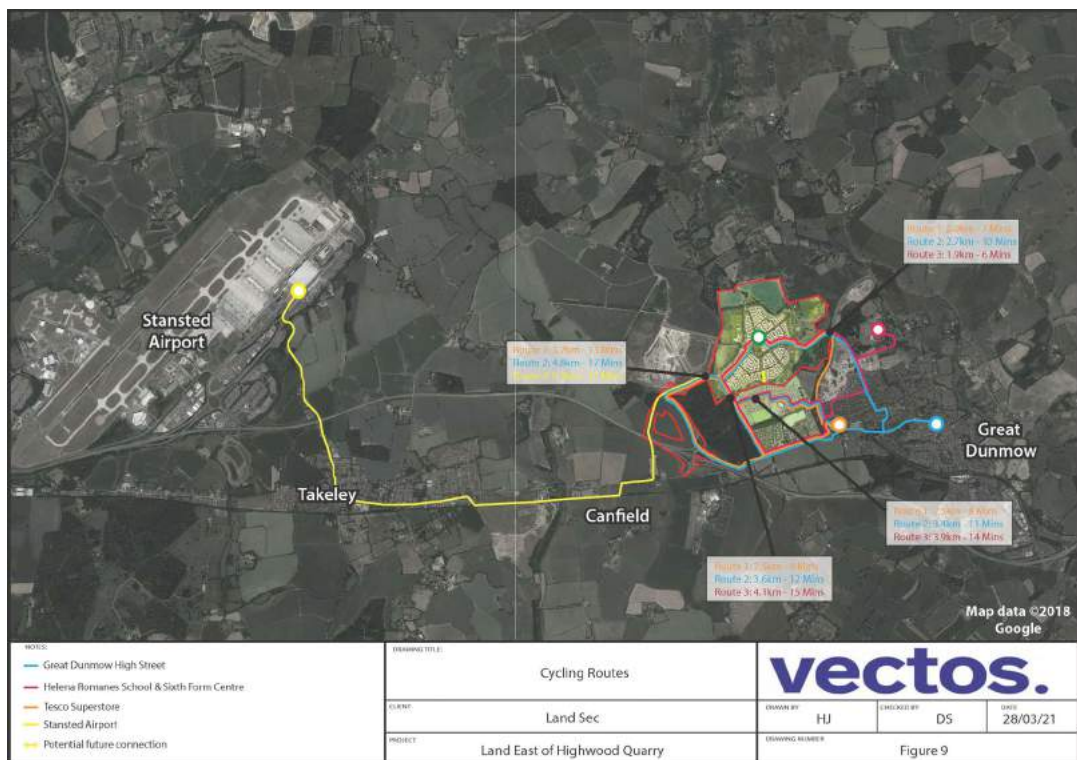 Stansted
Airport
Takeley
Canfield
Great
Dunmow
Route 2: 2.7km - 10 Mins
Route 3: 1.9km - 6 Mins
Route 2: 4.8km - 17 Mins
Route 2: 3.4km - 11 Mins
Route 3: 3.9km - 14 Mins
Route 2: 3.6km - 12 Mins
Route 3: 4.1km - 15 Mins
Map data ©2018
Google
NOTES:
Great Dunmow High Street
Helena Romanes School & Sixth Form Centre
Tesco Superstore
Stansted Airport
Potential future connection
DRAWING TITLE:
Cycling Routes
CLIENT:
Land Sec
PROJECT
Land East of Highwood Quarry
vectos.
DRAWN BY
HJ
CHECKED BY
DS
DATE
28/03/21
DRAWING NUMBER
Figure 9